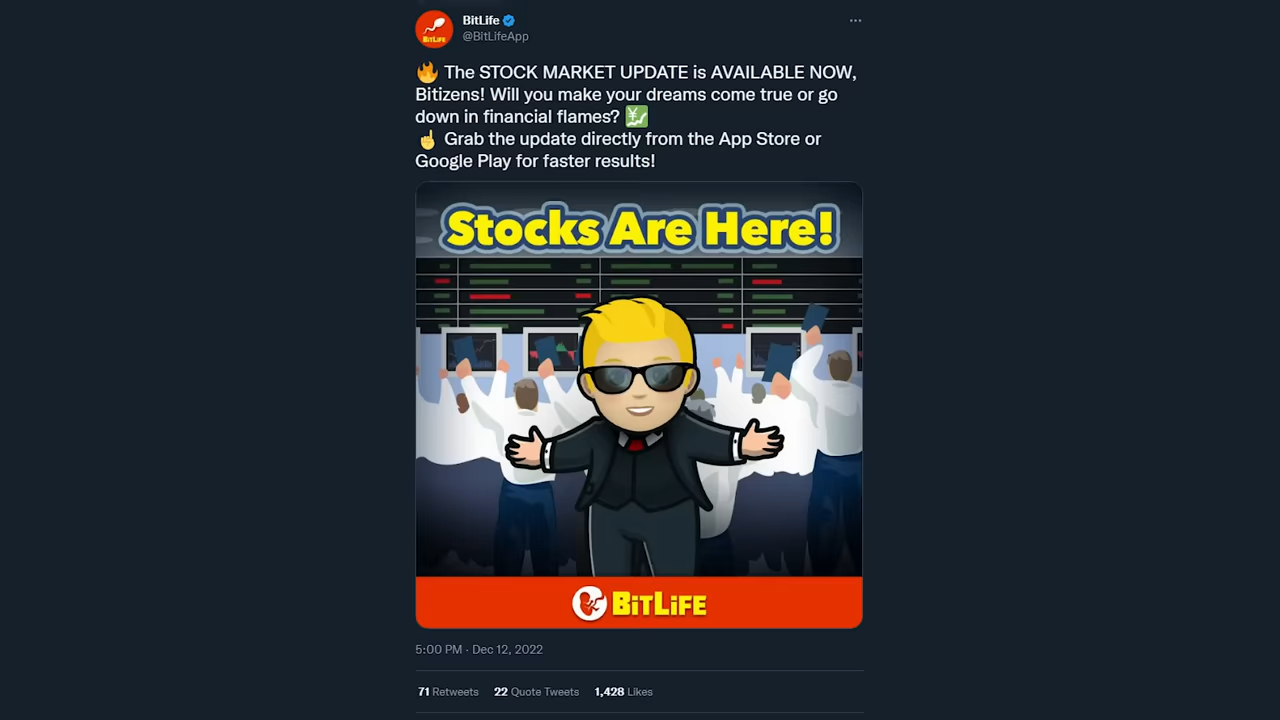 BitLife
@BitLifeApp
🔥 The STOCK MARKET UPDATE is AVAILABLE NOW,
Bitizens! Will you make your dreams come true or go
down in financial flames? 💹
☝️ Grab the update directly from the App Store or
Google Play for faster results!
Stocks Are Here!
BITLIFE
5:00 PM · Dec 12, 2022
71 Retweets 22 Quote Tweets 1,428 Likes